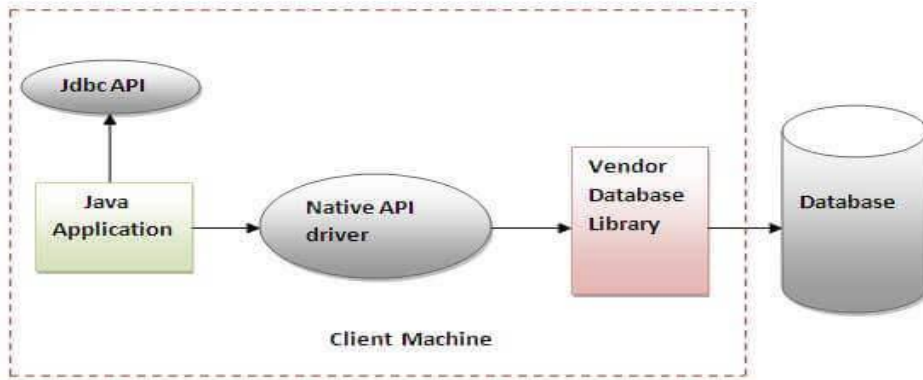 Jdbc API
Java
Application
Native API
driver
Vendor
Database
Library
Database
Client Machine